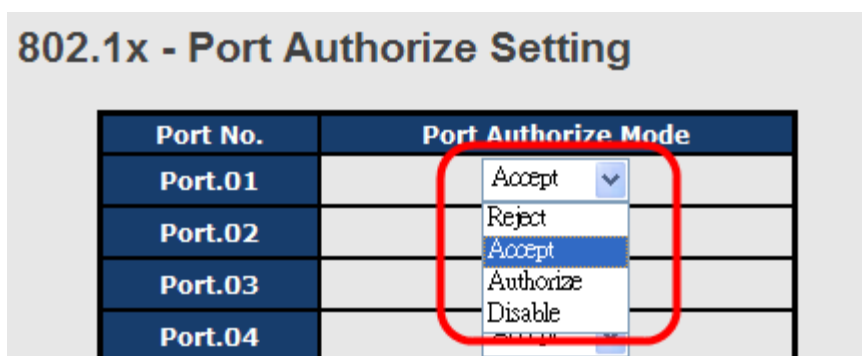 802.1x - Port Authorize Setting
Port No. Port Authorize Mode
Port.01 Accept
Reject
Port.02
Accept
Port.03 Authorize
Disable
Port.04